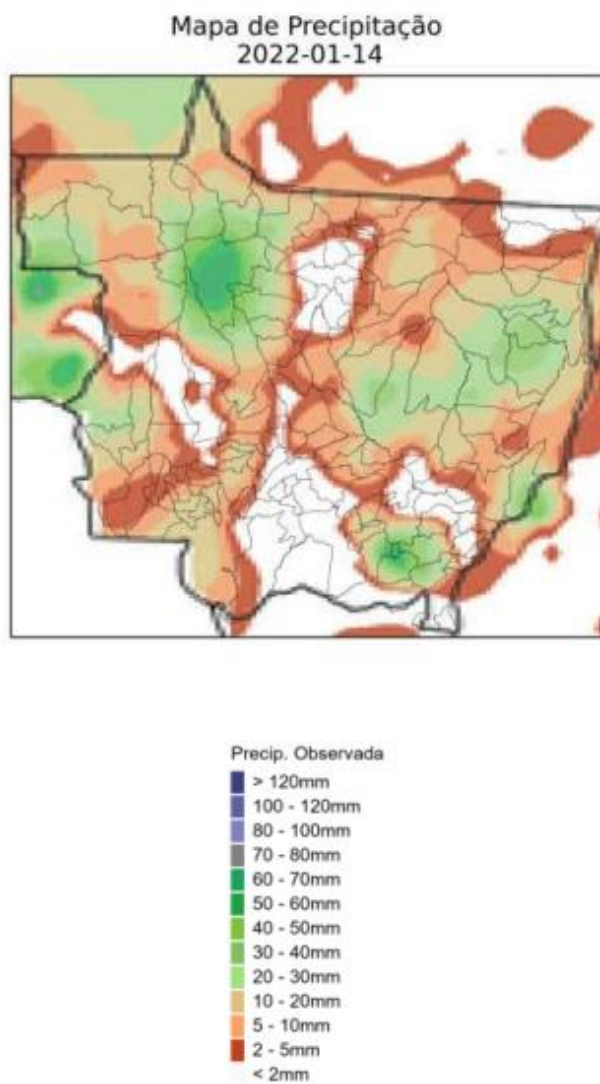 Mapa de Precipitação
2022-01-14
Precip. Observada
> 120mm
100 - 120mm
80 - 100mm
70 - 80mm
60 - 70mm
50 - 60mm
40 - 50mm
30 - 40mm
20 - 30mm
10 - 20mm
5 - 10mm
2 - 5mm
< 2mm